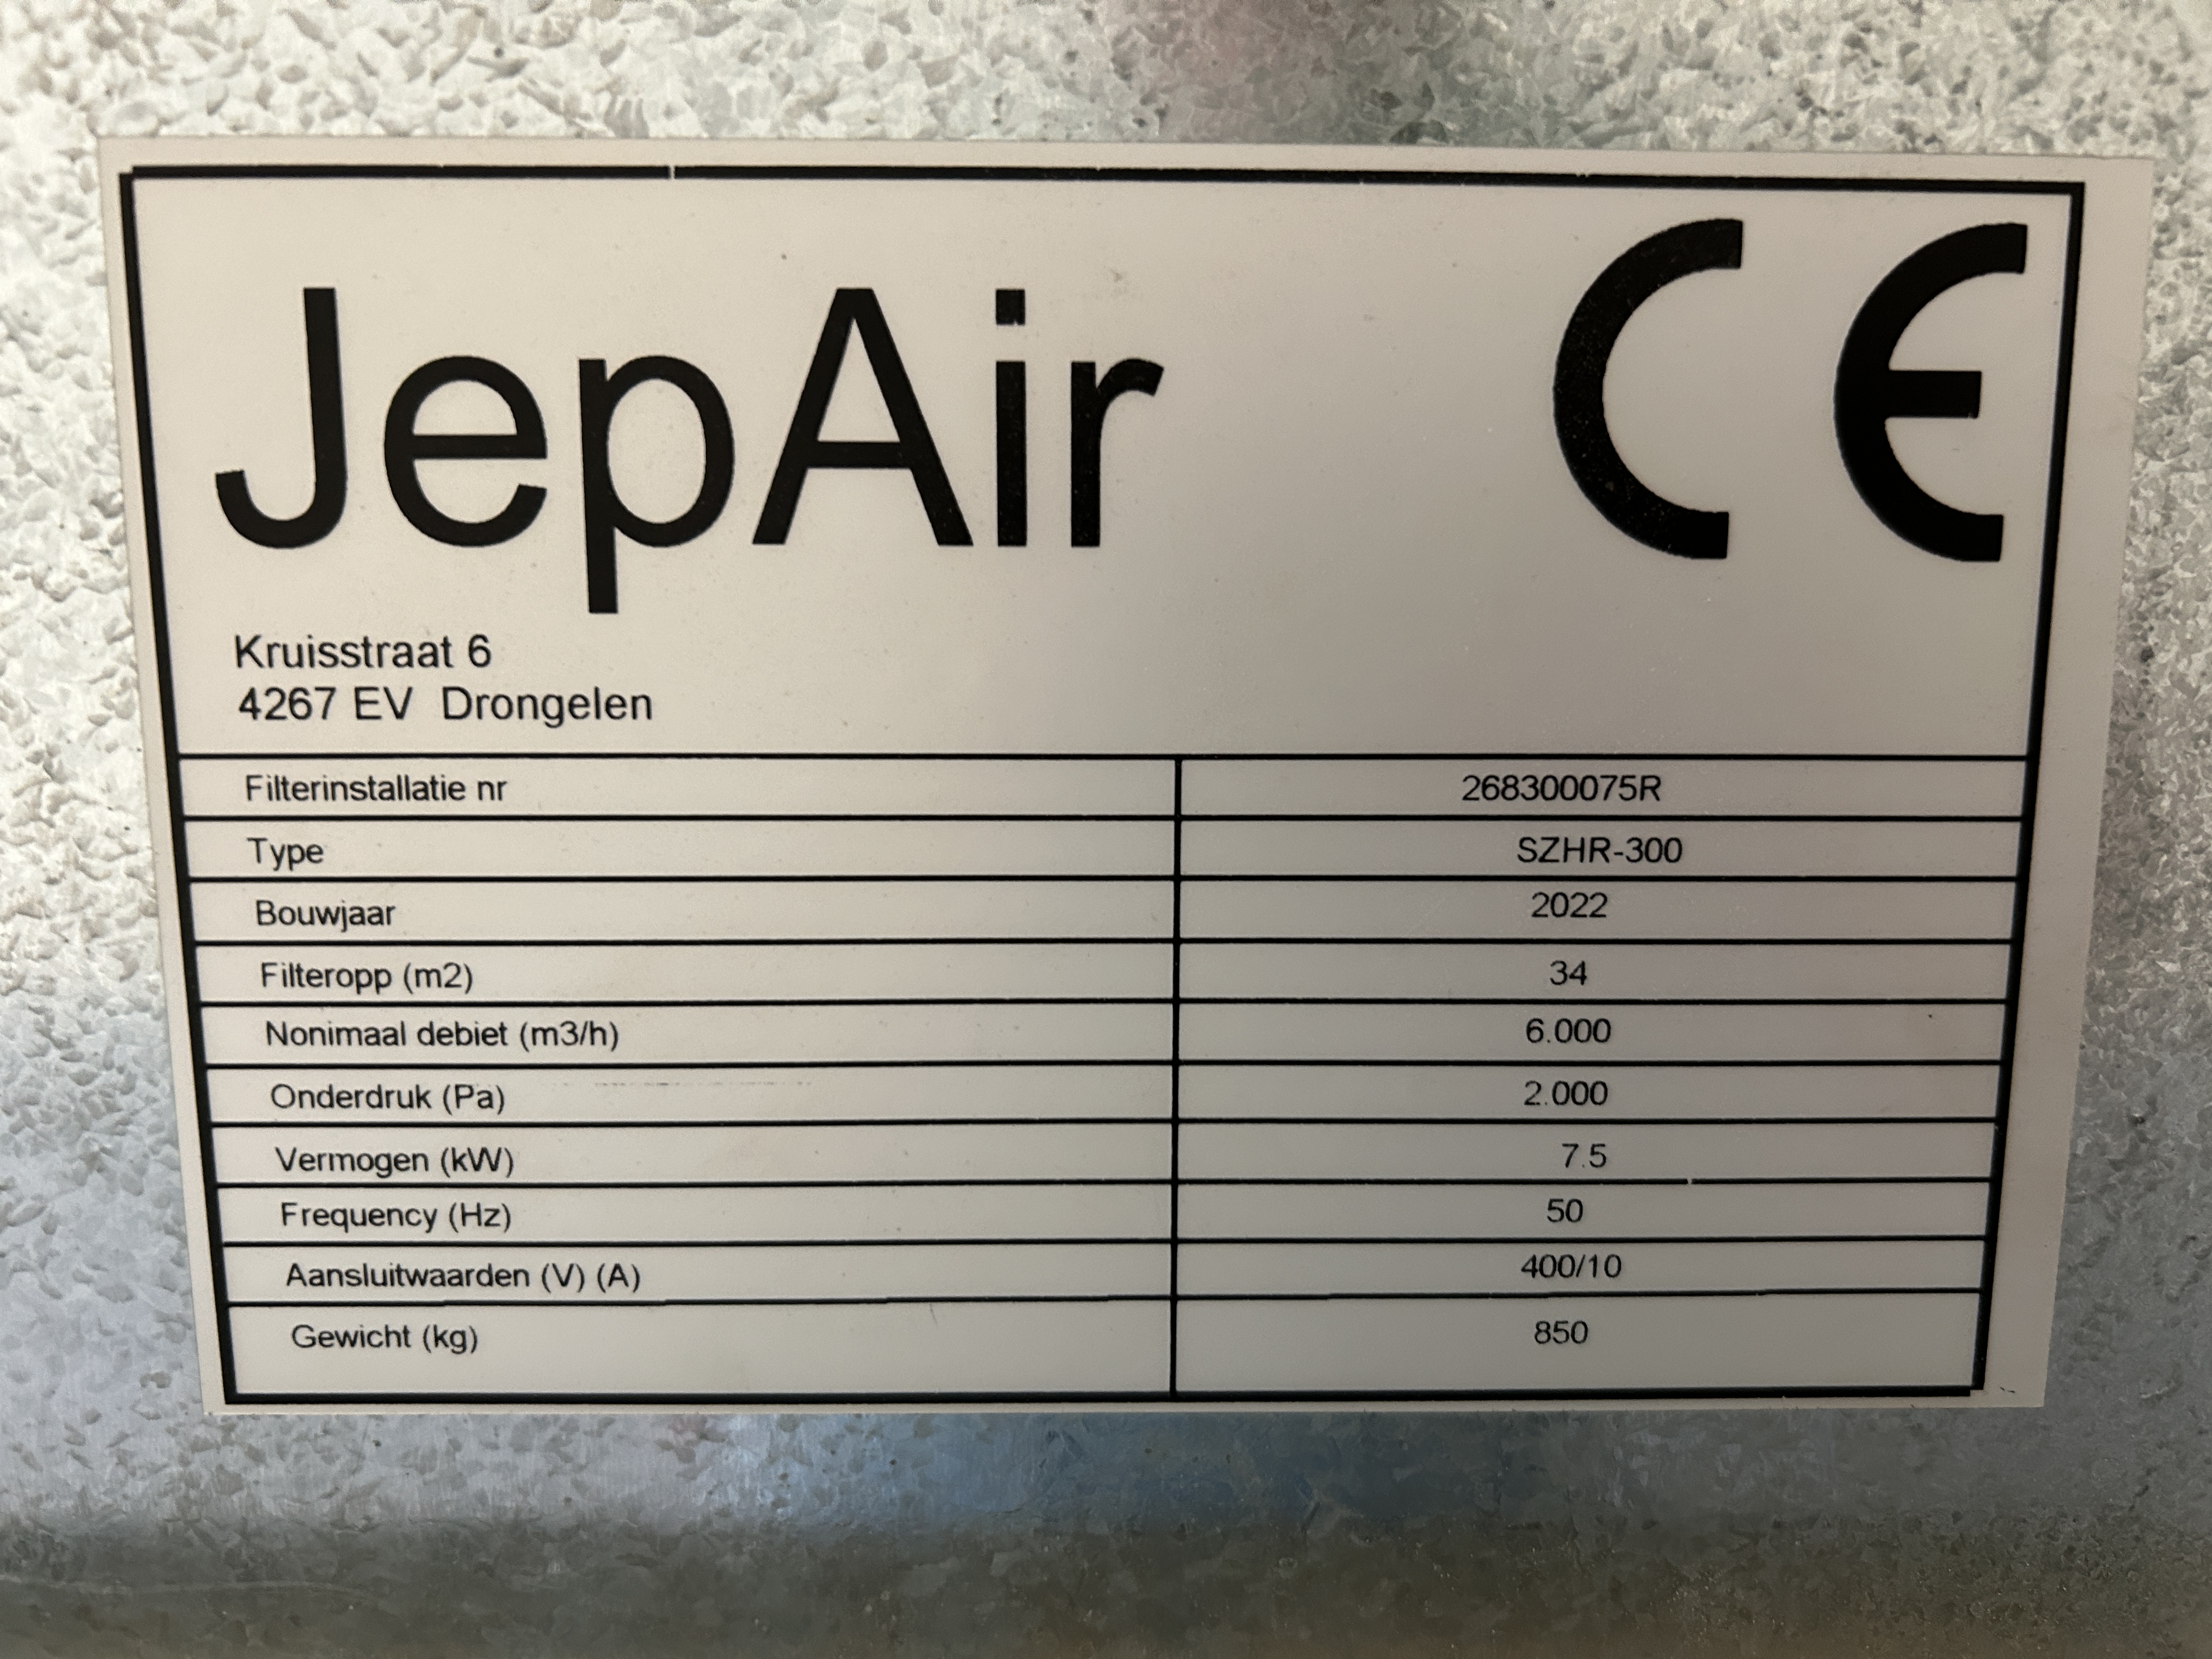 JepAir CE
Kruisstraat 6
4267 EV Drongelen
Filterinstallatie nr 268300075R
Type SZHR-300
Bouwjaar 2022
Filteropp (m2) 34
Nonimaal debiet (m3/h) 6.000
Onderdruk (Pa) 2.000
Vermogen (kW) 7.5
Frequency (Hz) 50
Aansluitwaarden (V) (A) 400/10
Gewicht (kg) 850